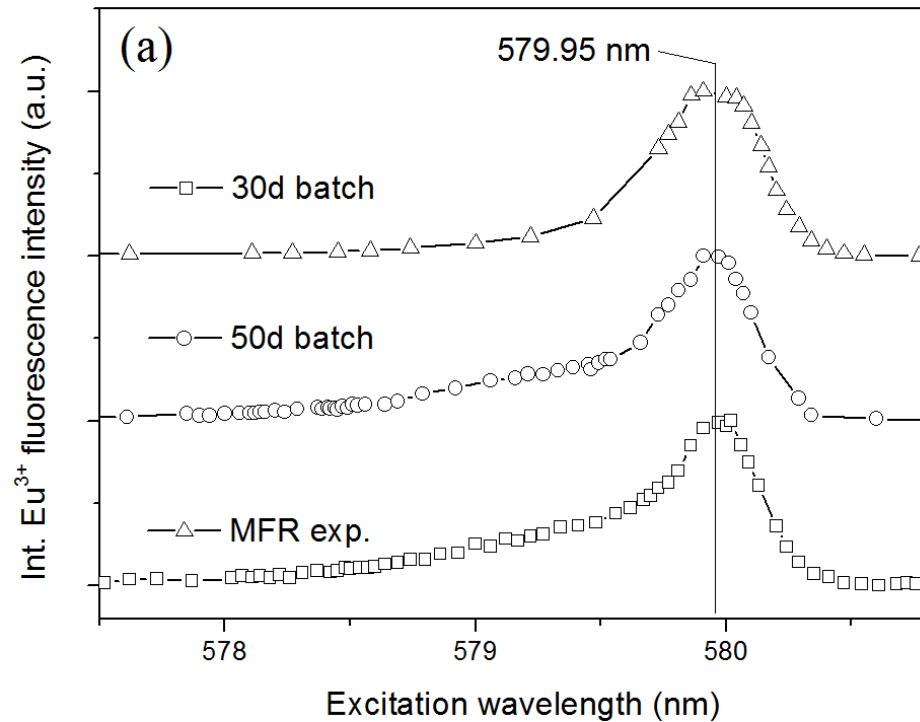 (a)
579.95 nm
30d batch
50d batch
MFR exp.
Int. Eu³⁺ fluorescence intensity (a.u.)
578
579
580
Excitation wavelength (nm)